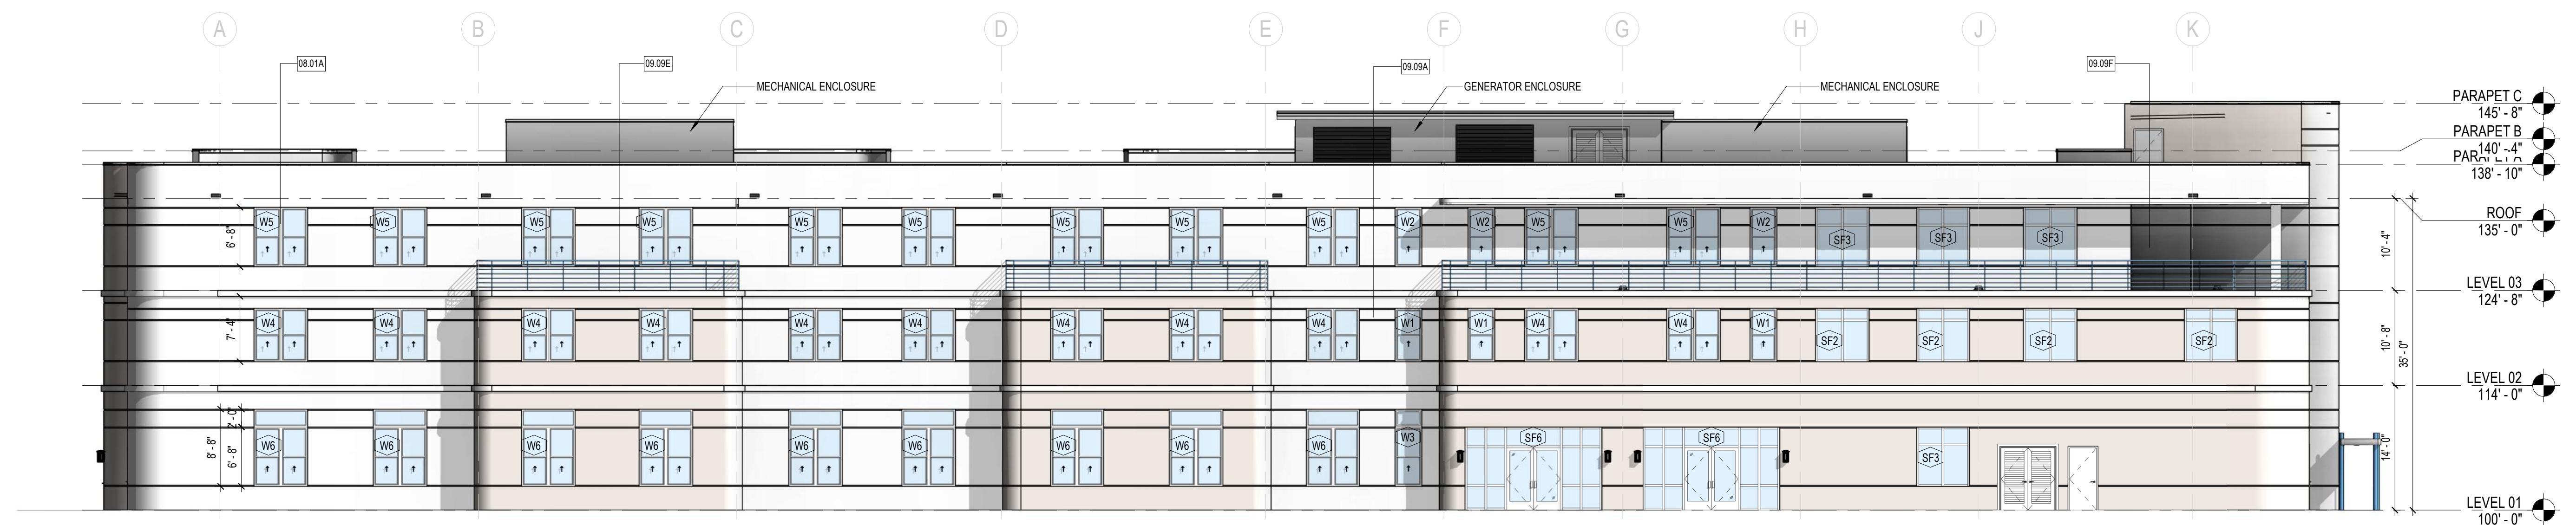 A B C D E F G H J K
08.01A 09.09E 09.09A 09.09F
MECHANICAL ENCLOSURE GENERATOR ENCLOSURE MECHANICAL ENCLOSURE
PARAPET C
145' - 8"
PARAPET B
140' - 4"
138' - 10"
ROOF
135' - 0"
W5 W5 W5 W5 W5 W5 W5 W5 W5 W2 W2 W5 W5 W2 SF3 SF3 SF3
6' - 8"
10' - 4"
LEVEL 03
124' - 8"
W4 W4 W4 W4 W4 W4 W4 W4 W4 W1 W1 W4 W4 W1 SF2 SF2 SF2 SF2
7' - 4"
10' - 8"
35' - 0"
LEVEL 02
114' - 0"
2' - 0"
W6 W6 W6 W6 W6 W6 W6 W6 W6 W3 SF6 SF6 SF3
8' - 8"
6' - 8"
14' - 0"
LEVEL 01
100' - 0"